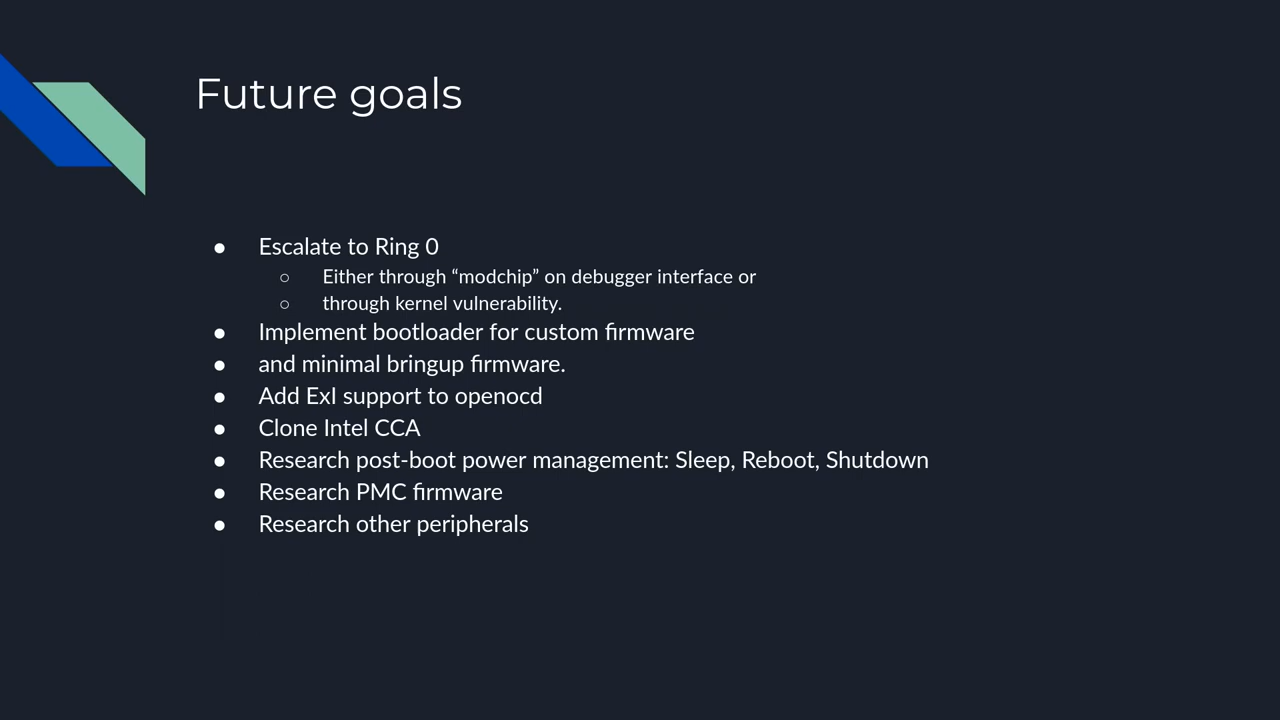 Future goals
● Escalate to Ring 0
○ Either through “modchip” on debugger interface or
○ through kernel vulnerability.
● Implement bootloader for custom firmware
● and minimal bringup firmware.
● Add ExI support to openocd
● Clone Intel CCA
● Research post-boot power management: Sleep, Reboot, Shutdown
● Research PMC firmware
● Research other peripherals